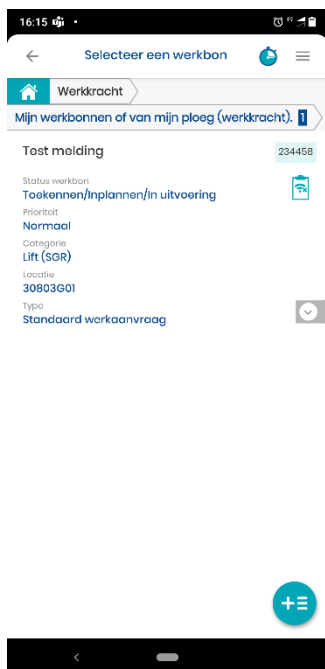 16:15
Selecteer een werkbon
Werkkracht
Mijn werkbonnen of van mijn ploeg (werkkracht). 1
Test melding 234458
Status werkbon
Toekennen/Inplannen/In uitvoering
Prioriteit
Normaal
Categorie
Lift (SGR)
Locatie
30803G01
Type
Standaard werkaanvraag